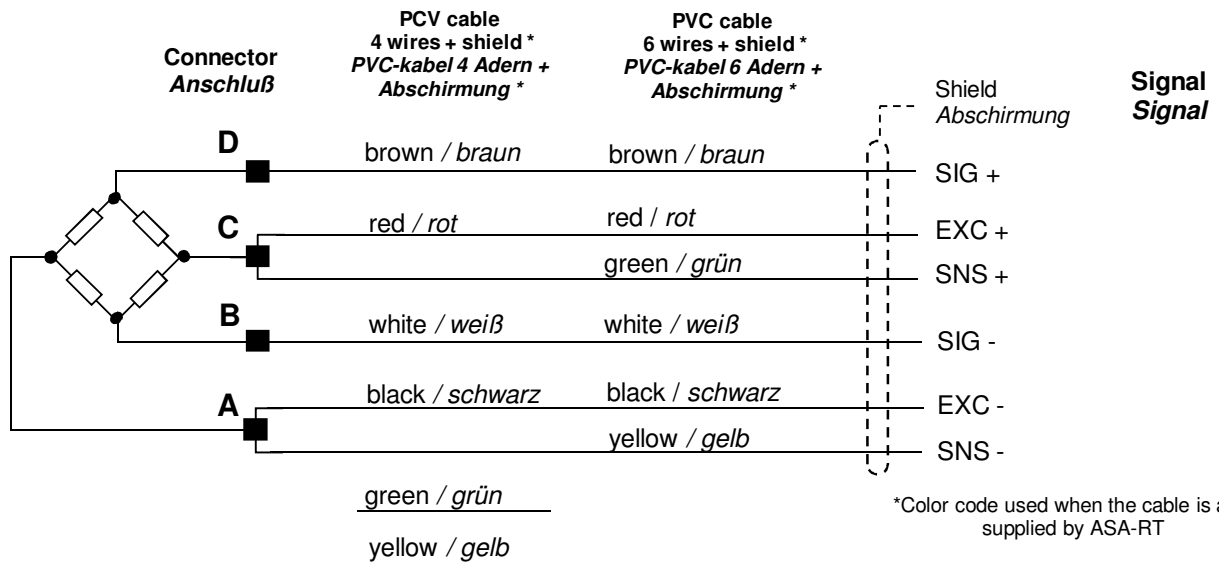 PCV cable
4 wires + shield *
PVC-kabel 4 Adern +
Abschirmung *
PVC cable
6 wires + shield *
PVC-kabel 6 Adern +
Abschirmung *
Connector
Anschluß
Shield
Abschirmung
Signal
Signal
D
brown / braun
brown / braun
SIG +
C
red / rot
red / rot
EXC +
green / grün
SNS +
B
white / weiß
white / weiß
SIG -
A
black / schwarz
black / schwarz
EXC -
yellow / gelb
SNS -
green / grün
yellow / gelb
*Color code used when the cable is
supplied by ASA-RT